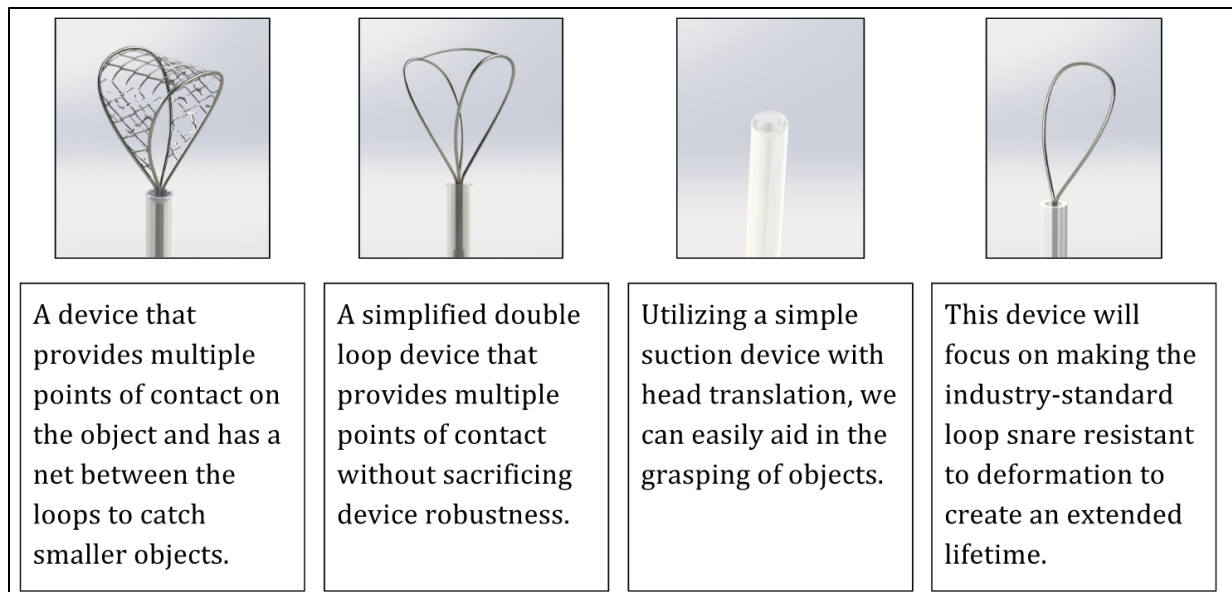 A device that
provides multiple
points of contact on
the object and has a
net between the
loops to catch
smaller objects.
A simplified double
loop device that
provides multiple
points of contact
without sacrificing
device robustness.
Utilizing a simple
suction device with
head translation, we
can easily aid in the
grasping of objects.
This device will
focus on making the
industry-standard
loop snare resistant
to deformation to
create an extended
lifetime.